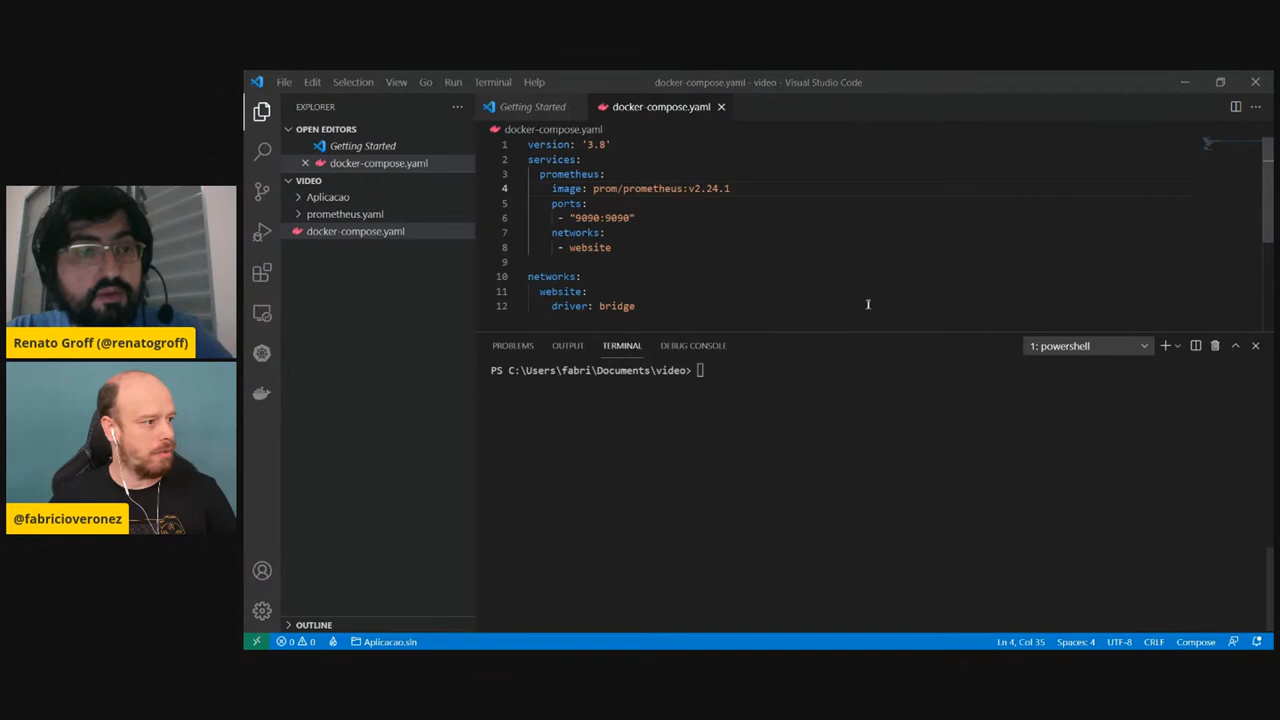 File Edit Selection View Go Run Terminal Help
docker-compose.yaml - video - Visual Studio Code
EXPLORER
OPEN EDITORS
Getting Started
docker-compose.yaml
VIDEO
Aplicacao
prometheus.yaml
docker-compose.yaml
OUTLINE
Getting Started
docker-compose.yaml
docker-compose.yaml
1 version: '3.8'
2 services:
3 prometheus:
4 image: prom/prometheus:v2.24.1
5 ports:
6 - "9090:9090"
7 networks:
8 - website
9
10 networks:
11 website:
12 driver: bridge
PROBLEMS OUTPUT TERMINAL DEBUG CONSOLE
1: powershell
PS C:\Users\fabri\Documents\video>
Renato Groff (@renatogroff)
@fabricioveronez
0 0 Aplicacao.sln
Ln 4, Col 35 Spaces: 4 UTF-8 CRLF Compose